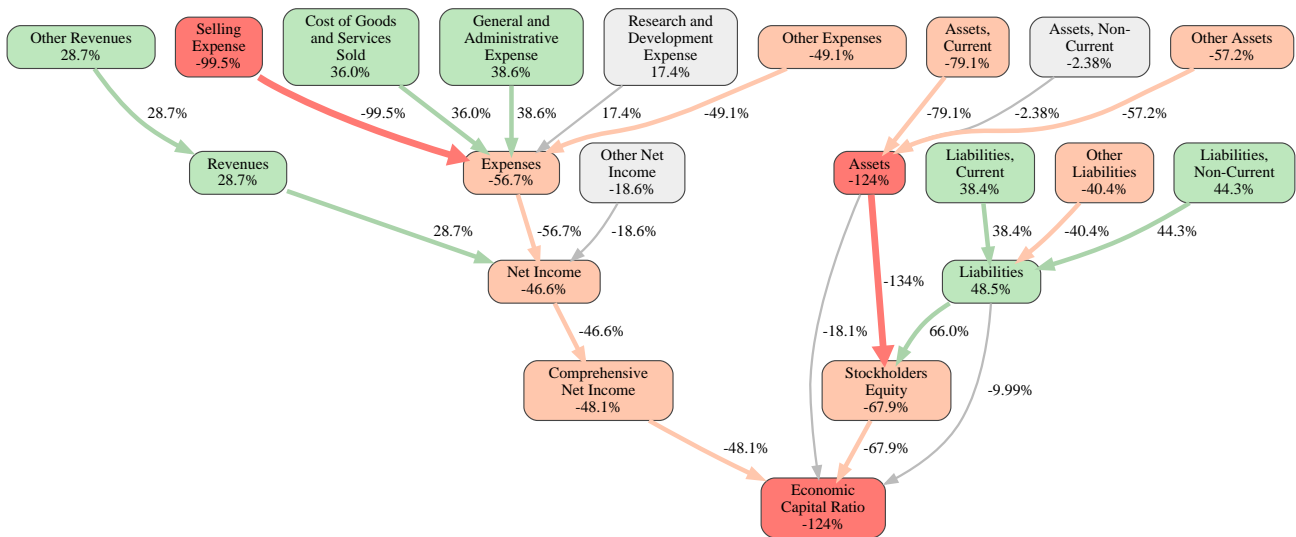 Other Revenues
28.7%
Selling
Expense
-99.5%
Cost of Goods
and Services
Sold
36.0%
General and
Administrative
Expense
38.6%
Research and
Development
Expense
17.4%
Other Expenses
-49.1%
Assets,
Current
-79.1%
Assets, Non-
Current
-2.38%
Other Assets
-57.2%
28.7%
-99.5%
36.0%
38.6%
17.4%
-49.1%
-79.1%
-2.38%
-57.2%
Revenues
28.7%
Expenses
-56.7%
Other Net
Income
-18.6%
Assets
-124%
Liabilities,
Current
38.4%
Other
Liabilities
-40.4%
Liabilities,
Non-Current
44.3%
28.7%
-56.7%
-18.6%
38.4%
-40.4%
44.3%
Net Income
-46.6%
-134%
Liabilities
48.5%
-46.6%
-18.1%
66.0%
Comprehensive
Net Income
-48.1%
Stockholders
Equity
-67.9%
-9.99%
-48.1%
-67.9%
Economic
Capital Ratio
-124%